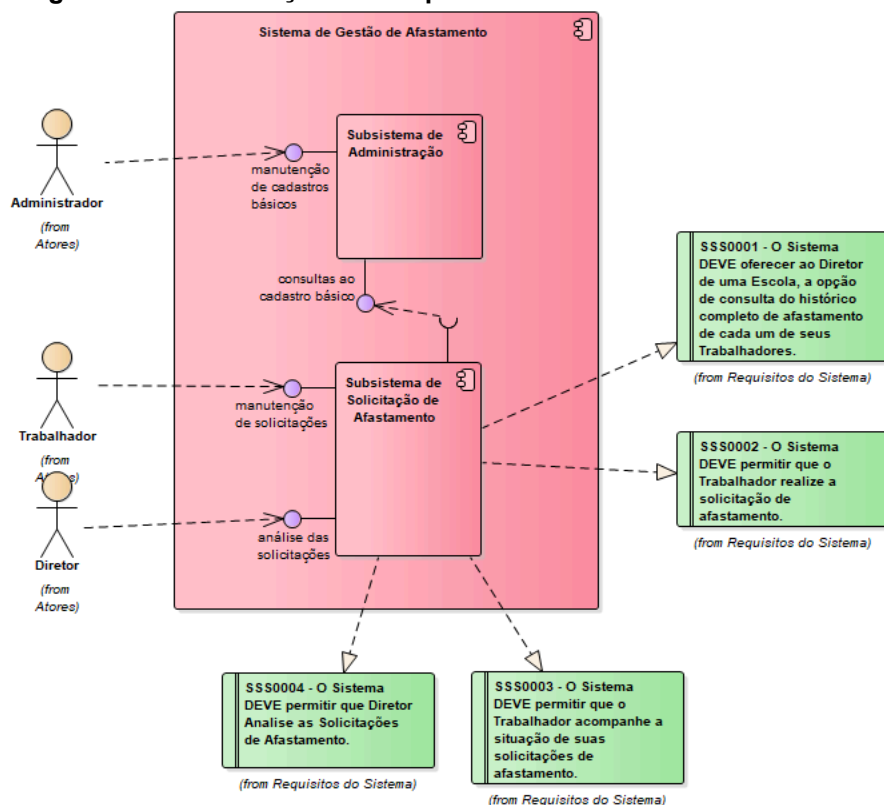 Sistema de Gestão de Afastamento
Subsistema de
Administração
manutenção
de cadastros
básicos
Administrador
(from
Atores)
consultas ao
cadastro básico
SSS0001 - O Sistema
DEVE oferecer ao Diretor
de uma Escola, a opção
de consulta do histórico
completo de afastamento
de cada um de seus
Trabalhadores.
(from Requisitos do Sistema)
Subsistema de
Solicitação de
Afastamento
manutenção
de solicitações
Trabalhador
(from
Atores)
SSS0002 - O Sistema
DEVE permitir que o
Trabalhador realize a
solicitação de
afastamento.
(from Requisitos do Sistema)
análise das
solicitações
Diretor
(from
Atores)
SSS0004 - O Sistema
DEVE permitir que Diretor
Analise as Solicitações
de Afastamento.
(from Requisitos do Sistema)
SSS0003 - O Sistema
DEVE permitir que o
Trabalhador acompanhe a
situação de suas
solicitações de
afastamento.
(from Requisitos do Sistema)